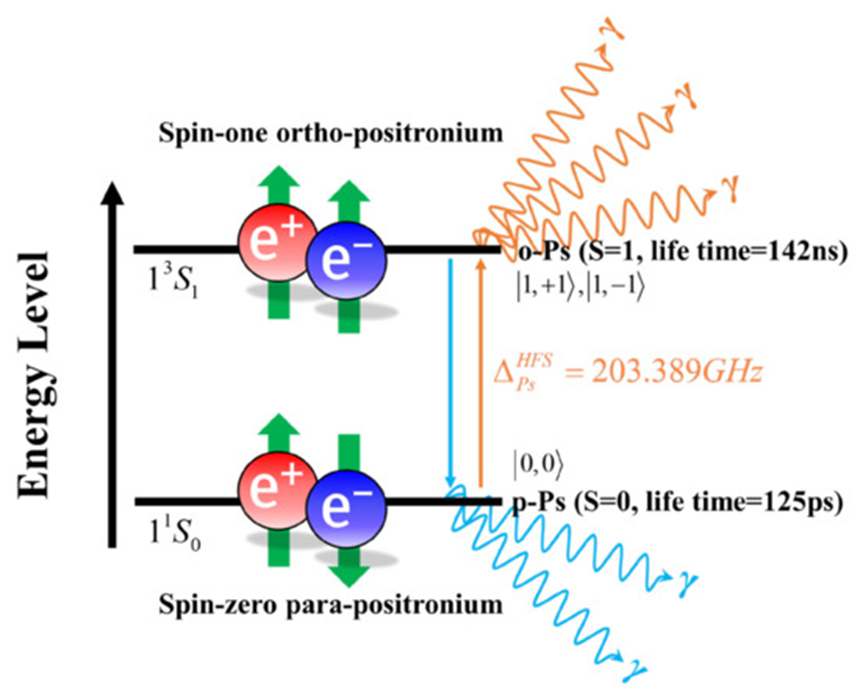 Spin-one ortho-positronium
γ
γ
γ
e⁺ e⁻
o-Ps (S=1, life time=142ns)
1³S₁
|1,+1⟩,|1,−1⟩
Energy Level
Δ_Ps^HFS = 203.389GHz
|0,0⟩
e⁺ e⁻
p-Ps (S=0, life time=125ps)
1¹S₀
γ
γ
Spin-zero para-positronium